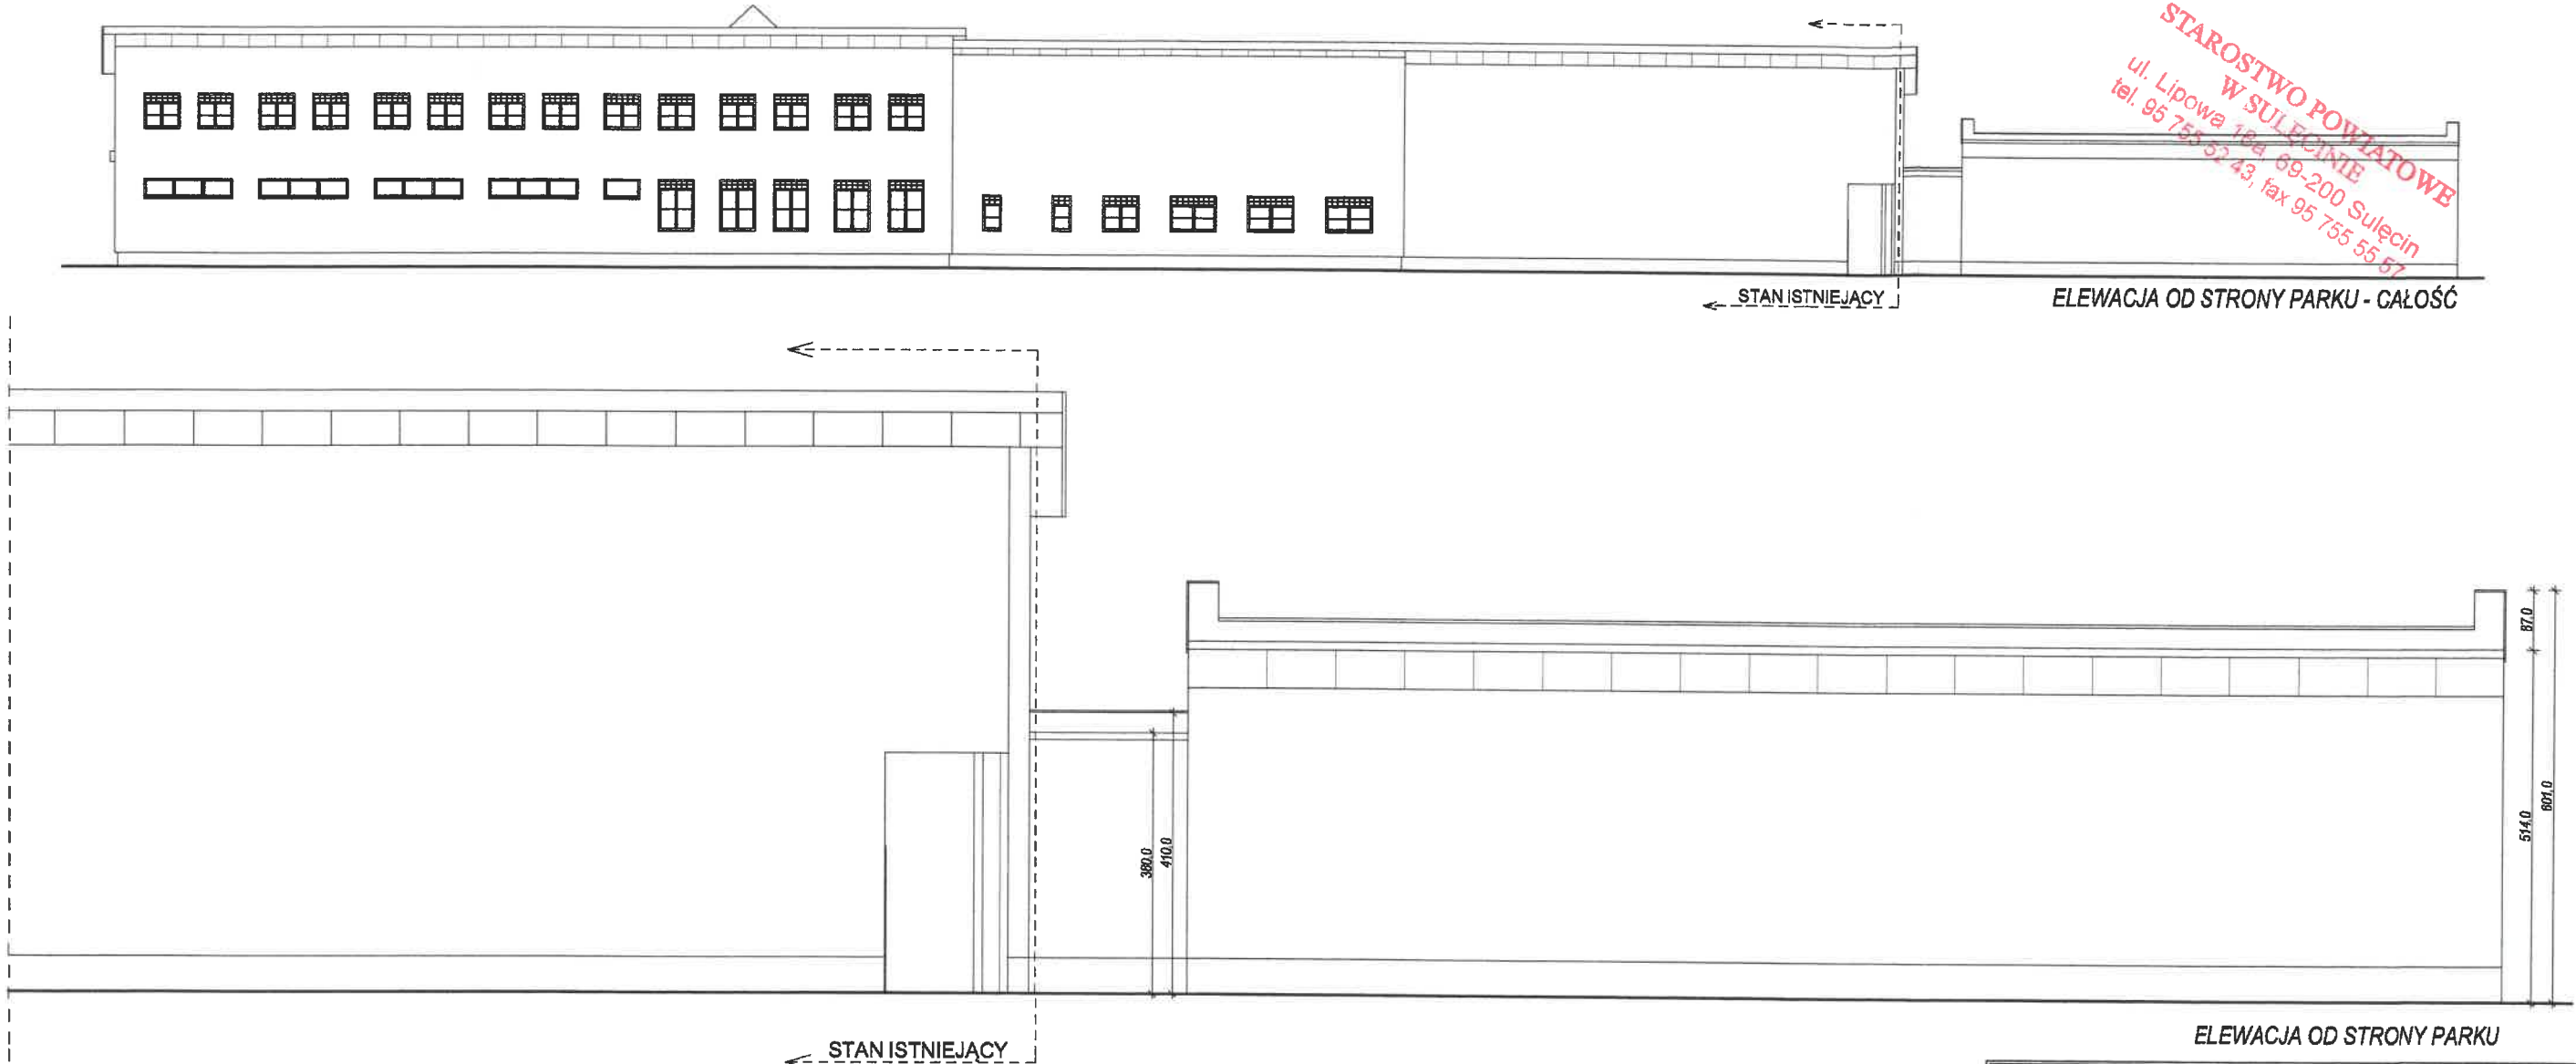 STAROSTWO POWIATOWE
W SULĘCINIE
ul. Lipowa 18a, 69-200 Sulęcin
tel. 95 755 52 43, fax 95 755 55 57
STAN ISTNIEJĄCY
ELEWACJA OD STRONY PARKU - CAŁOŚĆ
87,0
380,0
410,0
514,0
601,0
STAN ISTNIEJĄCY
ELEWACJA OD STRONY PARKU